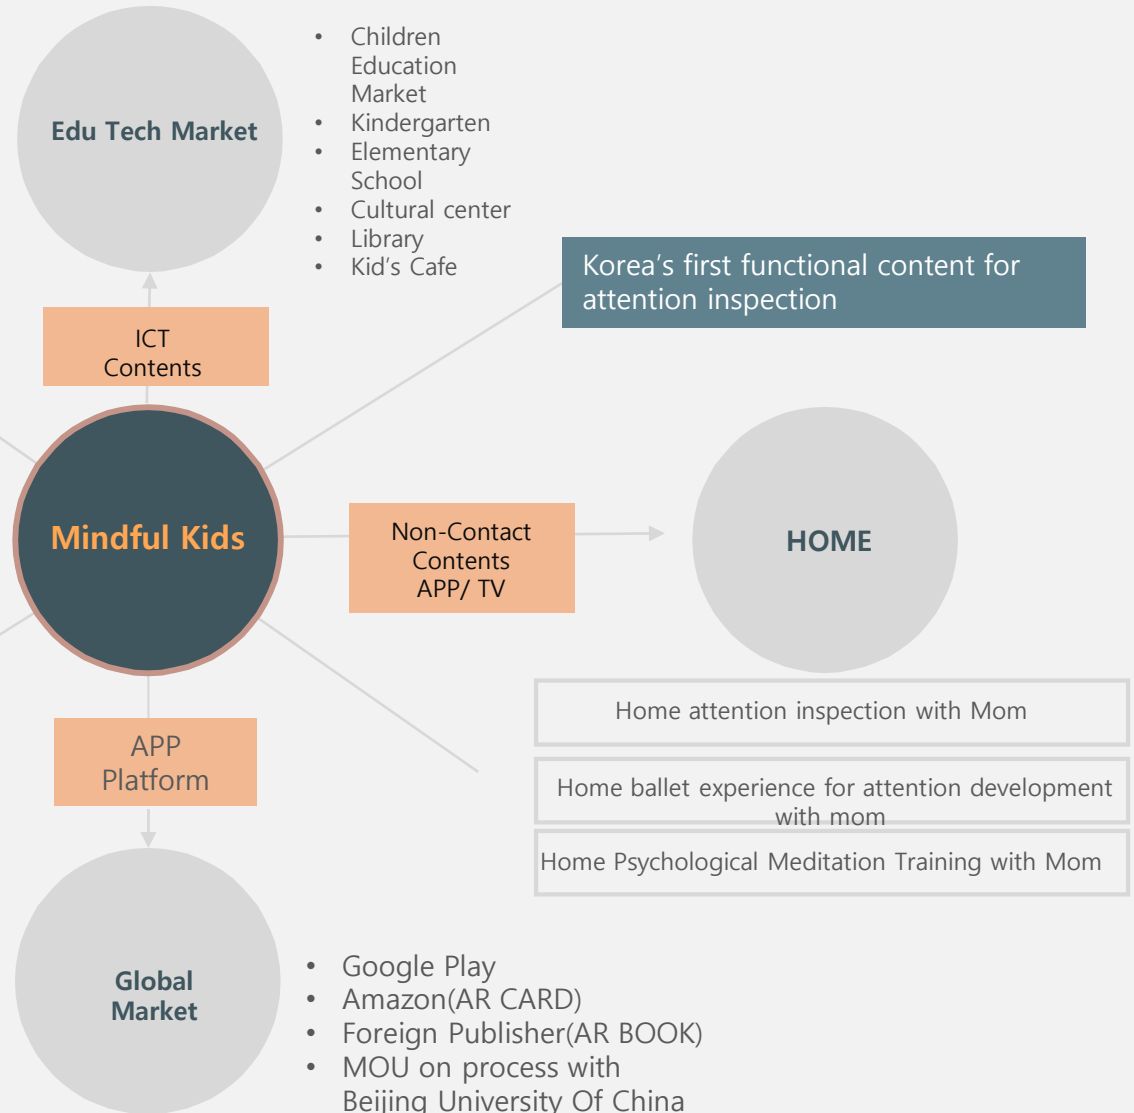 • Children
Education
Market
• Kindergarten
• Elementary
School
• Cultural center
• Library
• Kid's Cafe
Edu Tech Market
Korea's first functional content for
attention inspection
ICT
Contents
Mindful Kids
Non-Contact
Contents
APP/ TV
HOME
Home attention inspection with Mom
APP
Platform
Home ballet experience for attention development
with mom
Home Psychological Meditation Training with Mom
Global
Market
• Google Play
• Amazon(AR CARD)
• Foreign Publisher(AR BOOK)
• MOU on process with
Beijing University Of China